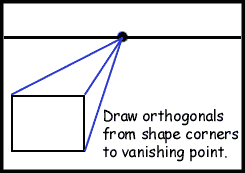 Draw orthogonals
from shape corners
to vanishing point.